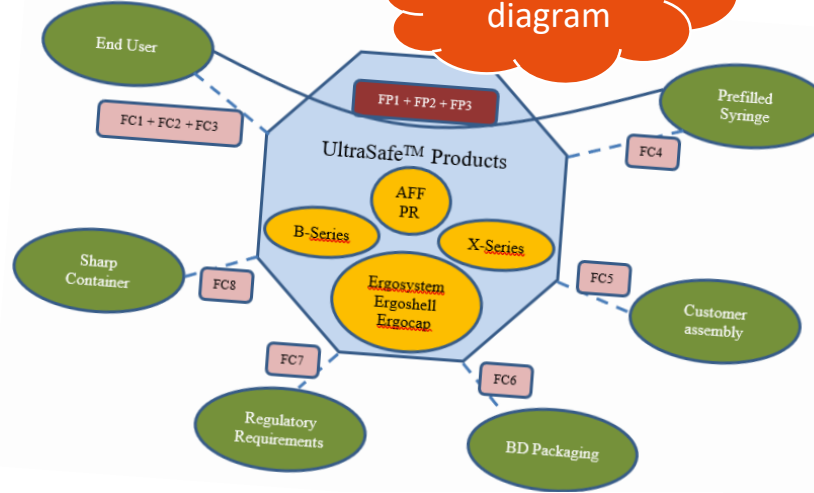 diagram
End User
FP1 + FP2 + FP3
Prefilled
Syringe
FC1 + FC2 + FC3
FC4
UltraSafe™ Products
AFF
PR
B-Series
X-Series
Sharp
Container
FC8
Ergosystem
Ergoshell
Ergocap
FC5
Customer
assembly
FC7
FC6
Regulatory
Requirements
BD Packaging